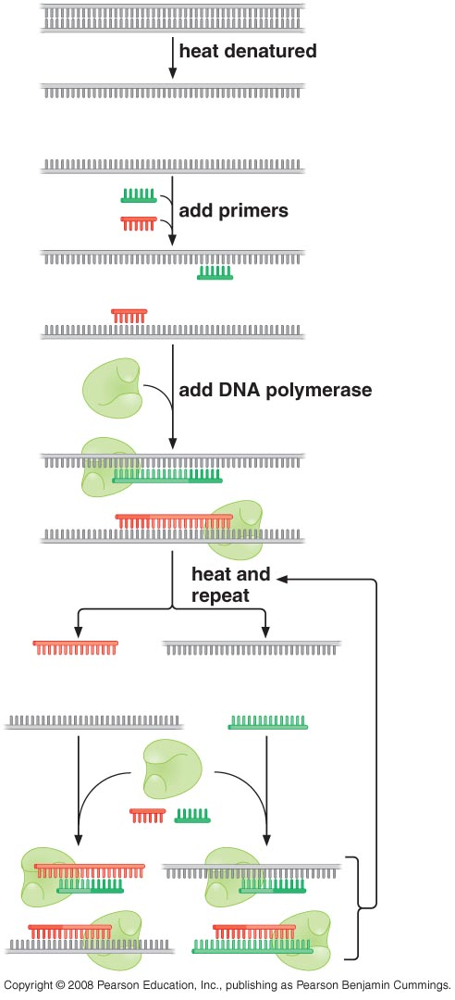 heat denatured
add primers
add DNA polymerase
heat and
repeat
Copyright © 2008 Pearson Education, Inc., publishing as Pearson Benjamin Cummings.